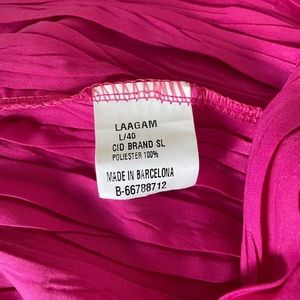 LAAGAM
L/40
CID BRAND SL
POLIESTER 100%
MADE IN BARCELONA
B-66788712